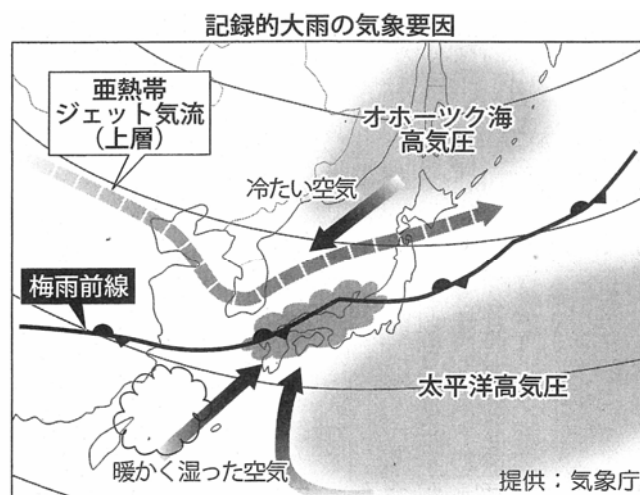 記録的大雨の気象要因
亜熱帯
ジェット気流
(上層)
オホーツク海
高気圧
冷たい空気
梅雨前線
太平洋高気圧
暖かく湿った空気
提供：気象庁